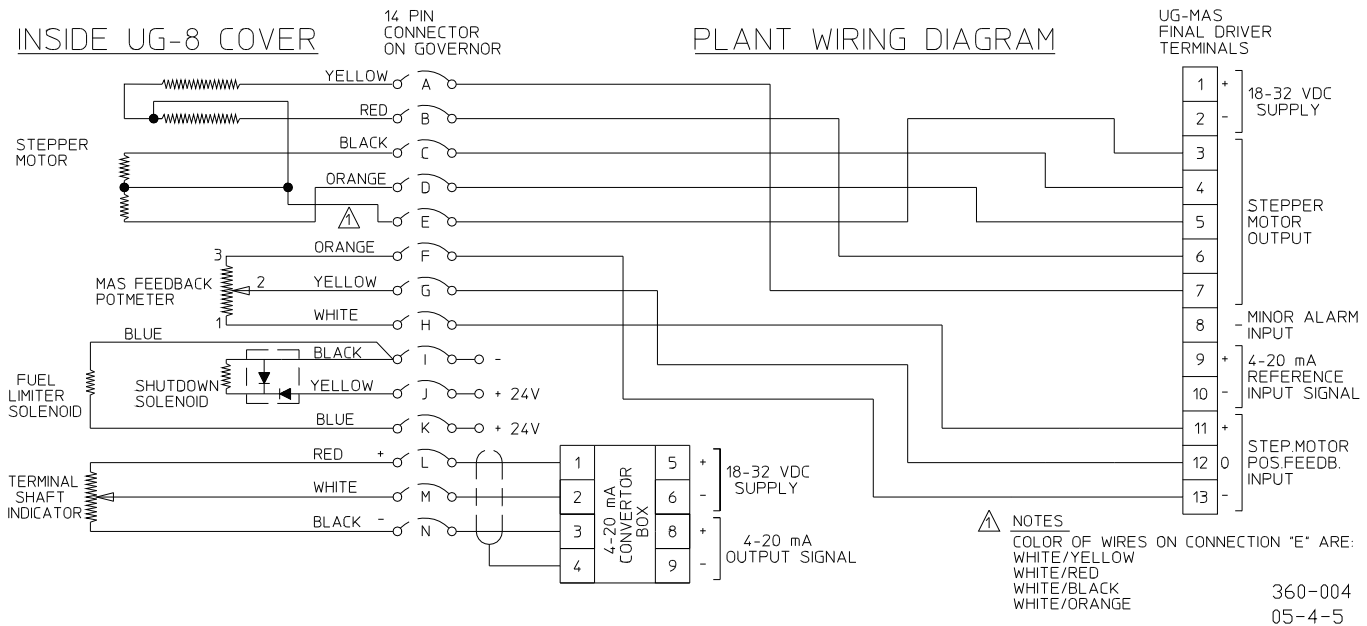 INSIDE UG-8 COVER
14 PIN
CONNECTOR
ON GOVERNOR
PLANT WIRING DIAGRAM
UG-MAS
FINAL DRIVER
TERMINALS
STEPPER
MOTOR
YELLOW A
RED B
BLACK C
ORANGE D
1 E
MAS FEEDBACK
POTMETER
3 ORANGE F
2 YELLOW G
1 WHITE H
FUEL
LIMITER
SOLENOID
BLUE
SHUTDOWN
SOLENOID
BLACK I -
YELLOW J + 24V
BLUE K + 24V
TERMINAL
SHAFT
INDICATOR
RED + L
WHITE M
BLACK - N
1
2
3
4
4-20 mA
CONVERTOR
BOX
5 +
6 -
8 +
9 -
18-32 VDC
SUPPLY
4-20 mA
OUTPUT SIGNAL
1 +
2 -
18-32 VDC
SUPPLY
3
4
5
6
7
STEPPER
MOTOR
OUTPUT
8 -
MINOR ALARM
INPUT
9 +
10 -
4-20 mA
REFERENCE
INPUT SIGNAL
11 +
12 0
13 -
STEP.MOTOR
POS.FEEDB.
INPUT
1 NOTES
COLOR OF WIRES ON CONNECTION "E" ARE:
WHITE/YELLOW
WHITE/RED
WHITE/BLACK
WHITE/ORANGE
360-004
05-4-5